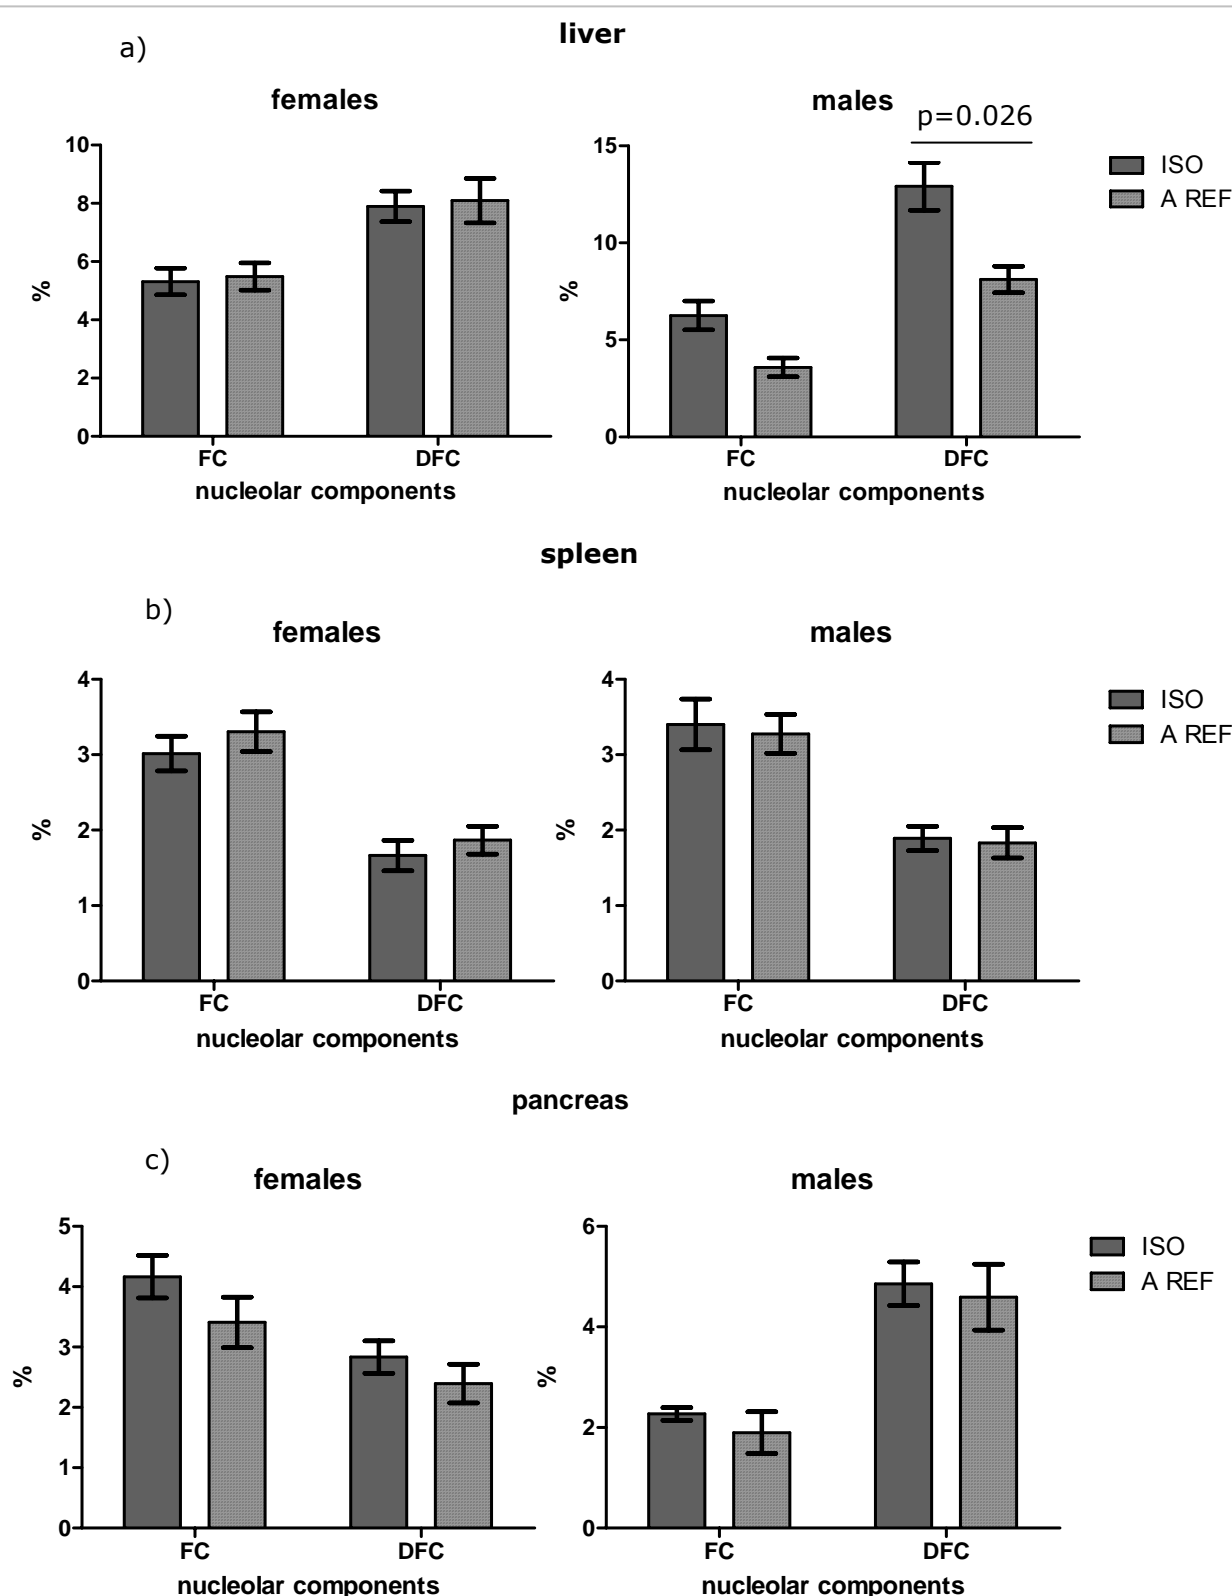 liver
a)
females
males
p=0.026
10
8
6
4
2
0
%
FC
DFC
nucleolar components
15
10
5
0
%
FC
DFC
nucleolar components
ISO
A REF
spleen
b)
females
males
4
3
2
1
0
%
FC
DFC
nucleolar components
4
3
2
1
0
%
FC
DFC
nucleolar components
ISO
A REF
pancreas
c)
females
males
5
4
3
2
1
0
%
FC
DFC
nucleolar components
6
4
2
0
%
FC
DFC
nucleolar components
ISO
A REF